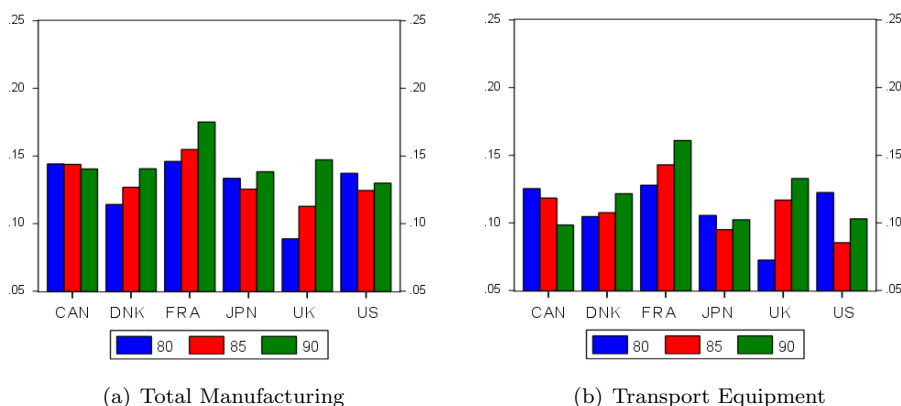 .25 .25 .25 .25
.20 .20 .20 .20
.15 .15 .15 .15
.10 .10 .10 .10
.05 .05 .05 .05
CAN DNK FRA JPN UK US CAN DNK FRA JPN UK US
80 85 90 80 85 90
(a) Total Manufacturing (b) Transport Equipment